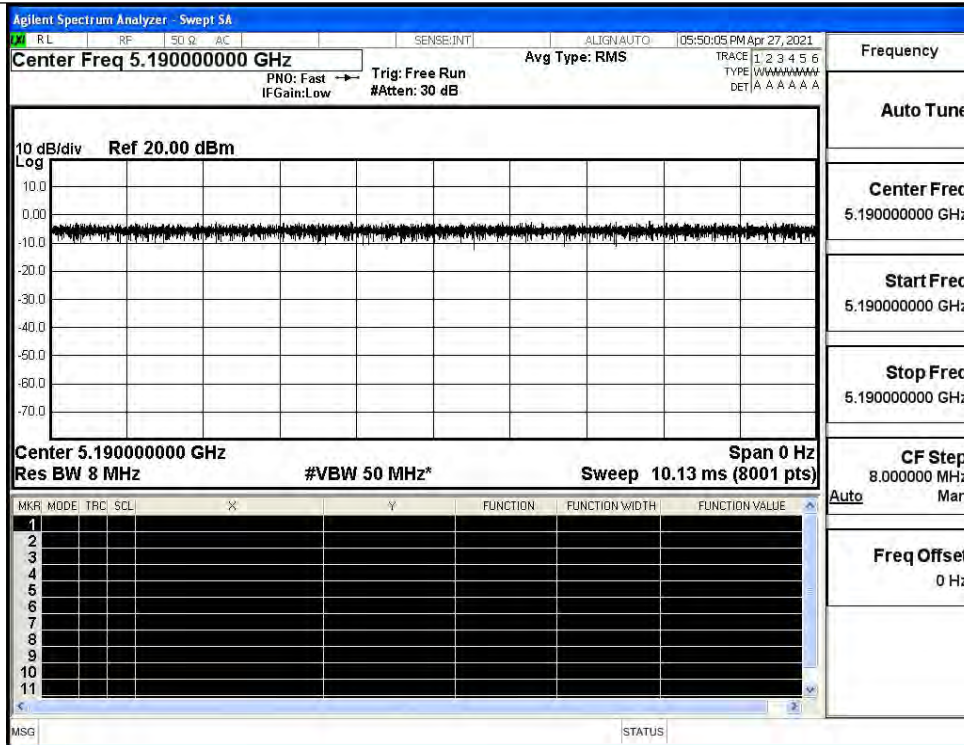 Agilent Spectrum Analyzer - Swept SA
LXI RL RF 50 Ω AC SENSE:INT ALIGNAUTO 05:50:05 PM Apr 27, 2021
Center Freq 5.190000000 GHz
Avg Type: RMS
TRACE 1 2 3 4 5 6
PNO: Fast Trig: Free Run
TYPE WWWWWW
IFGain:Low #Atten: 30 dB
DET A A A A A A
10 dB/div Ref 20.00 dBm
Log
10.0
0.00
-10.0
-20.0
-30.0
-40.0
-50.0
-60.0
-70.0
Center 5.190000000 GHz Span 0 Hz
Res BW 8 MHz #VBW 50 MHz* Sweep 10.13 ms (8001 pts)
MKR MODE TRC SCL X Y FUNCTION FUNCTION WIDTH FUNCTION VALUE
1
2
3
4
5
6
7
8
9
10
11
MSG STATUS
Frequency
Auto Tune
Center Freq
5.190000000 GHz
Start Freq
5.190000000 GHz
Stop Freq
5.190000000 GHz
CF Step
8.000000 MHz
Auto Man
Freq Offset
0 Hz